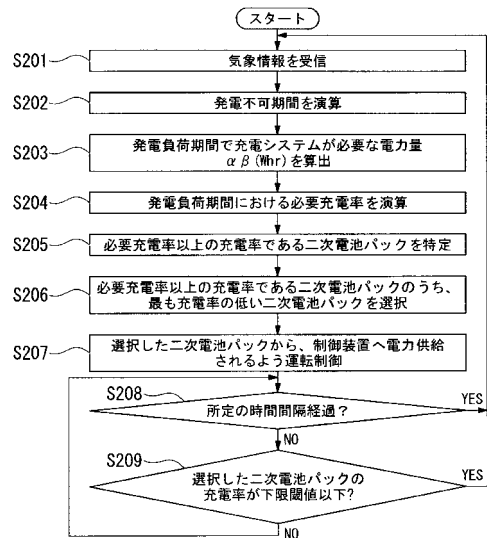 スタート
S201
気象情報を受信
S202
発電不可期間を演算
S203
発電負荷期間で充電システムが必要な電力量
αβ(Whr)を算出
S204
発電負荷期間における必要充電率を演算
S205
必要充電率以上の充電率である二次電池パックを特定
S206
必要充電率以上の充電率である二次電池パックのうち、
最も充電率の低い二次電池パックを選択
S207
選択した二次電池パックから、制御装置へ電力供給
されるよう運転制御
S208
所定の時間間隔経過?
YES
NO
S209
選択した二次電池パックの
充電率が下限閾値以下?
YES
NO